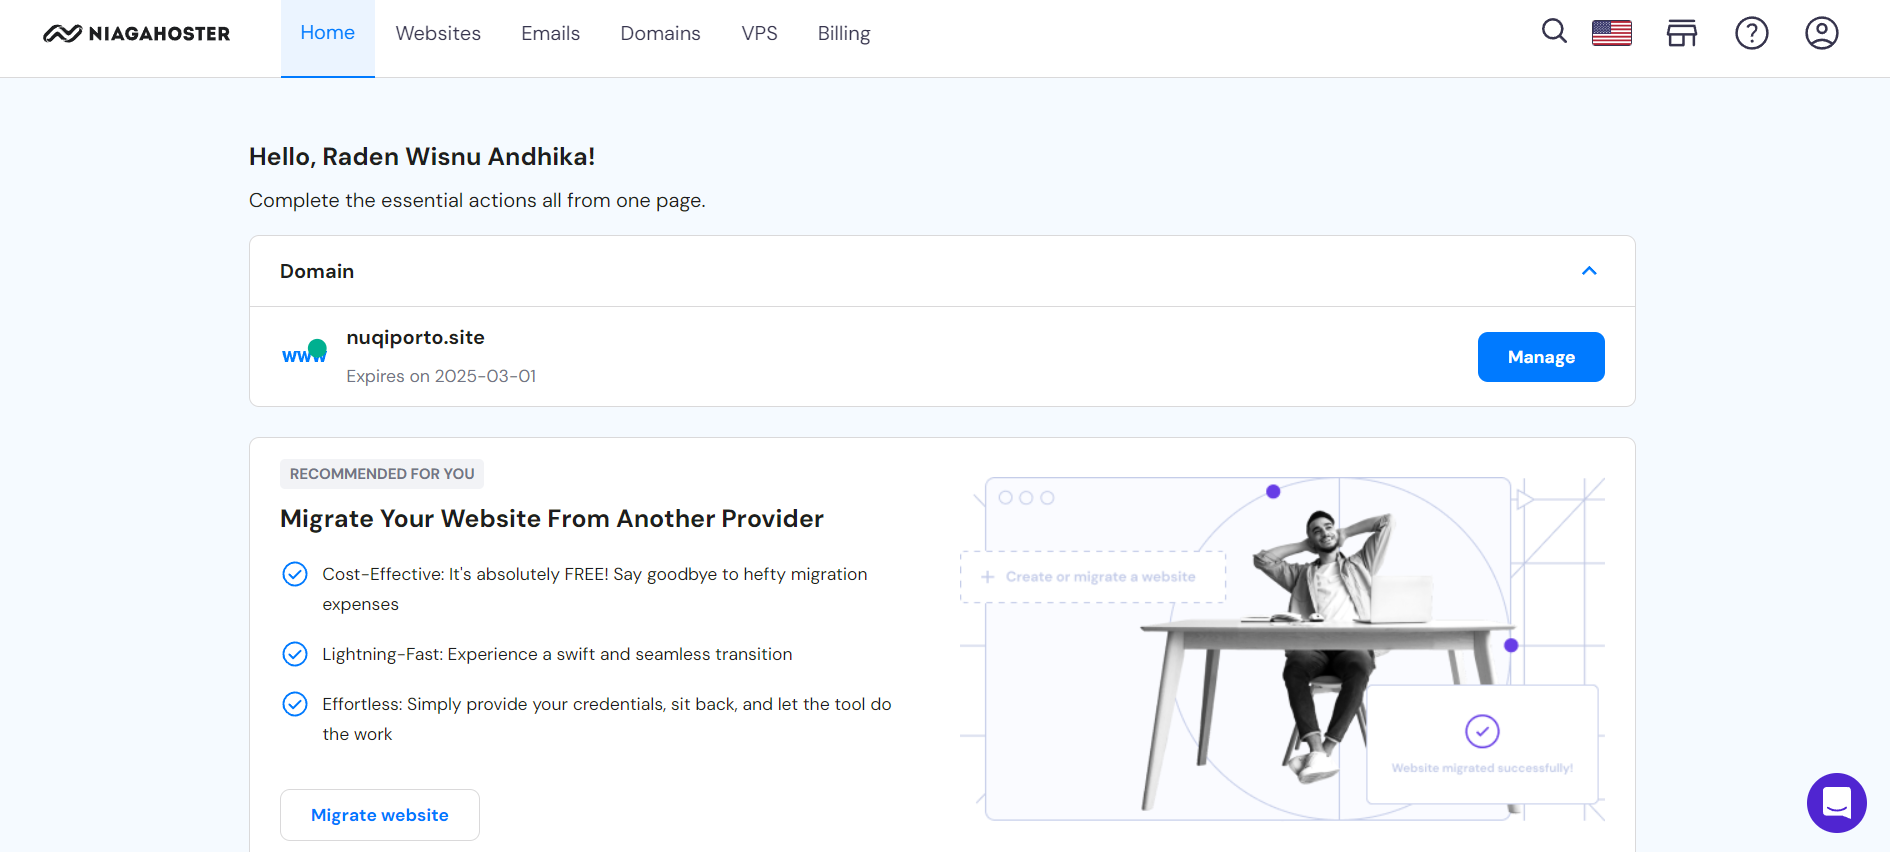 NIAGAHOSTER
Home Websites Emails Domains VPS Billing
Hello, Raden Wisnu Andhika!
Complete the essential actions all from one page.
Domain
www
nuqiporto.site
Expires on 2025-03-01
Manage
RECOMMENDED FOR YOU
Migrate Your Website From Another Provider
Cost-Effective: It's absolutely FREE! Say goodbye to hefty migration
expenses
Lightning-Fast: Experience a swift and seamless transition
Effortless: Simply provide your credentials, sit back, and let the tool do
the work
Migrate website
+ Create or migrate a website
Website migrated successfully!